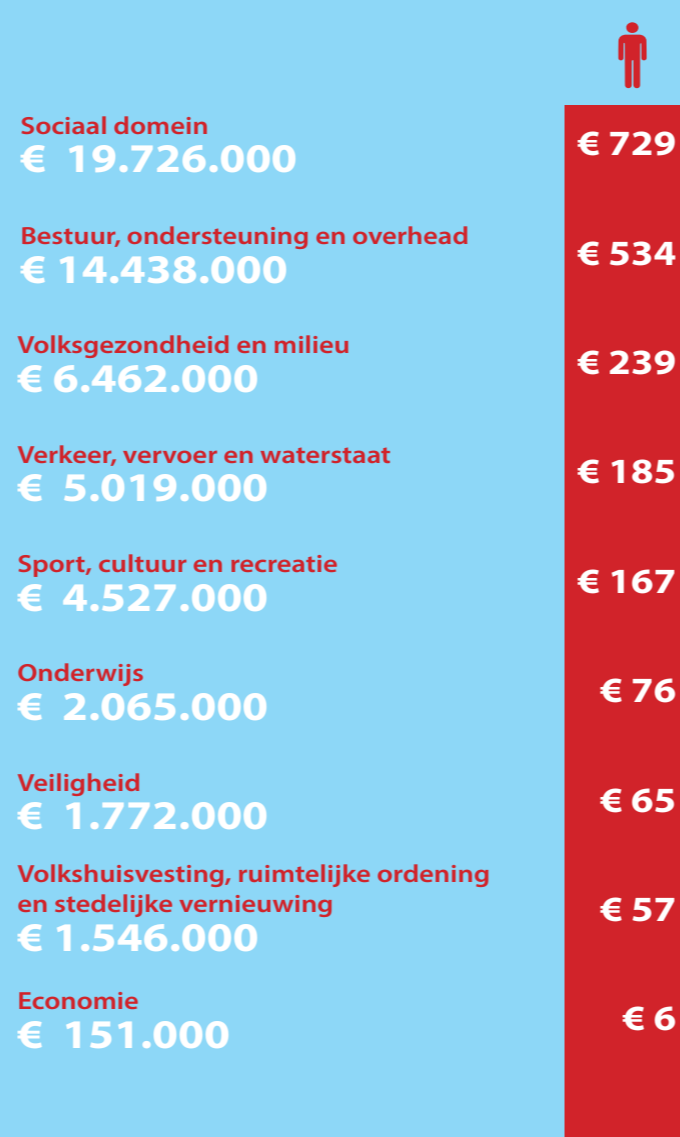 Sociaal domein
€ 19.726.000
€ 729
Bestuur, ondersteuning en overhead
€ 14.438.000
€ 534
Volksgezondheid en milieu
€ 6.462.000
€ 239
Verkeer, vervoer en waterstaat
€ 5.019.000
€ 185
Sport, cultuur en recreatie
€ 4.527.000
€ 167
Onderwijs
€ 2.065.000
€ 76
Veiligheid
€ 1.772.000
€ 65
Volkshuisvesting, ruimtelijke ordening
en stedelijke vernieuwing
€ 1.546.000
€ 57
Economie
€ 151.000
€ 6